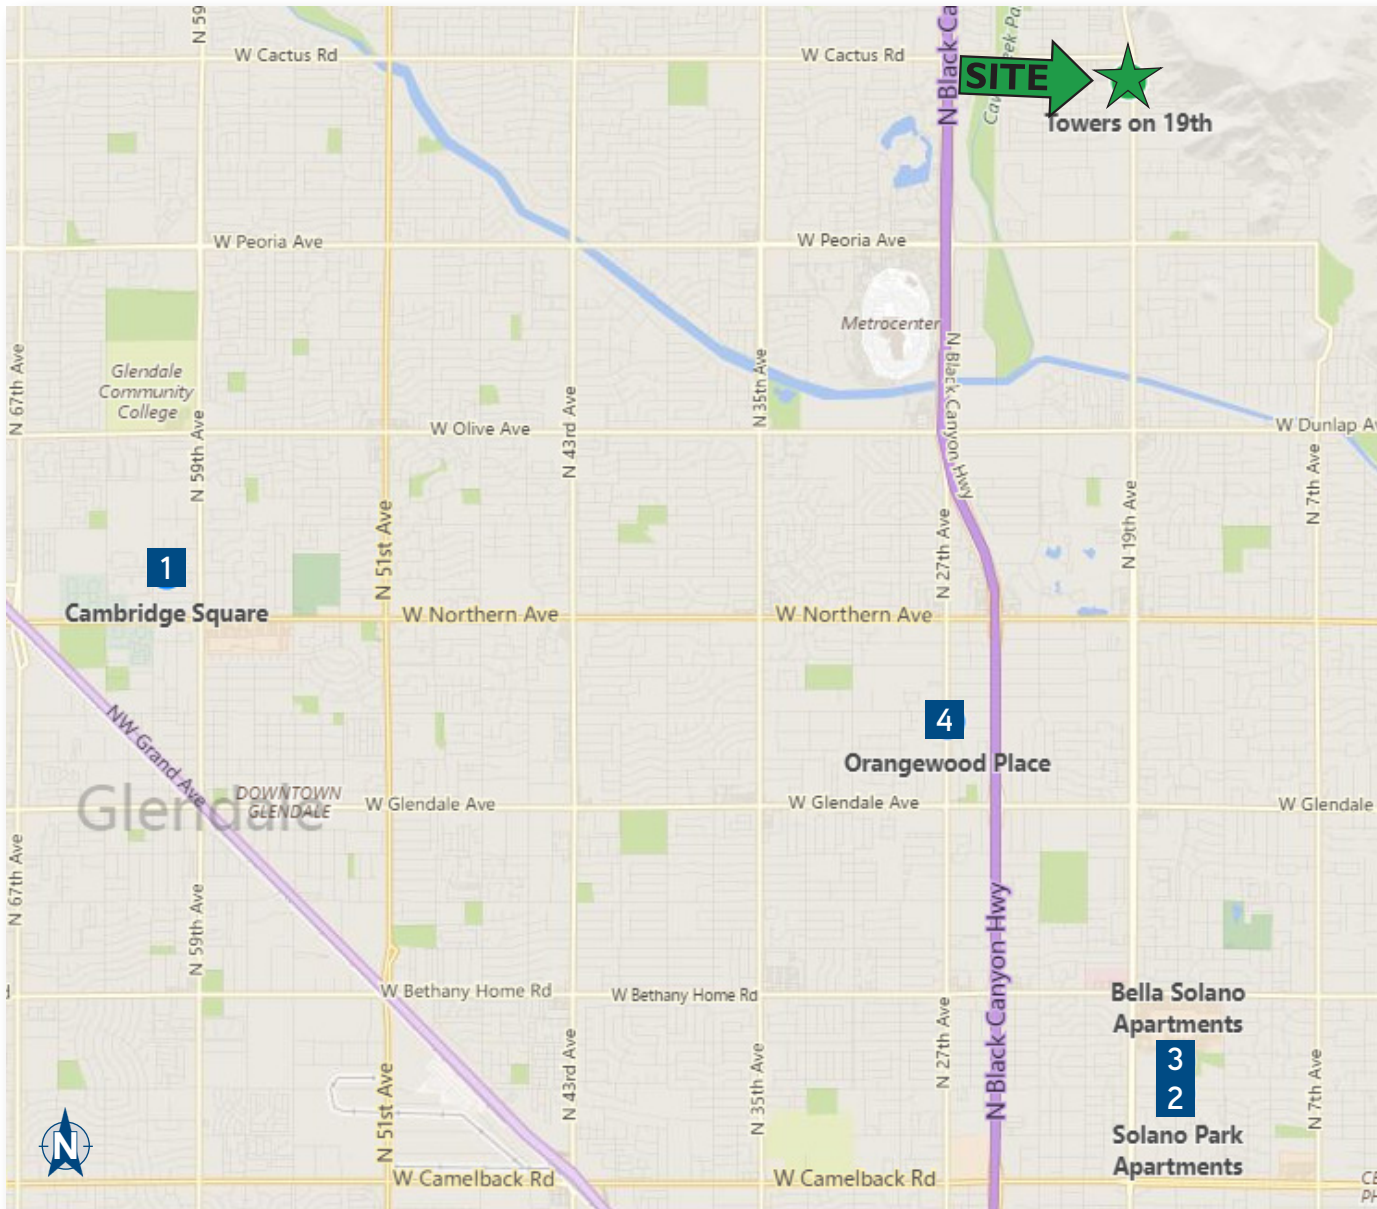 N 59
W Cactus Rd
W Cactus Rd
N Black Ca
SITE
Towers on 19th
W Peoria Ave
W Peoria Ave
Metrocenter
N Black Canyon Hwy
Glendale
Community
College
N 67th Ave
N 59th Ave
W Olive Ave
N 43rd Ave
N 35th Ave
W Dunlap Av
N 7th Ave
N 51st Ave
N 27th Ave
N 19th Ave
1
Cambridge Square
W Northern Ave
W Northern Ave
4
Orangewood Place
NW Grand Ave
Glendale
DOWNTOWN
GLENDALE
W Glendale Ave
W Glendale Ave
W Glendale
N 67th Ave
N 59th Ave
W Bethany Home Rd
W Bethany Home Rd
N Black Canyon Hwy
Bella Solano
Apartments
3
2
Solano Park
Apartments
N 51st Ave
N 43rd Ave
N 35th Ave
N 27th Ave
N 7th Ave
N
W Camelback Rd
W Camelback Rd